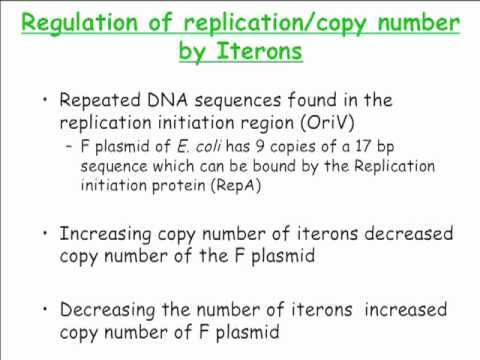 Regulation of replication/copy number
by Iterons
• Repeated DNA sequences found in the
replication initiation region (OriV)
– F plasmid of E. coli has 9 copies of a 17 bp
sequence which can be bound by the Replication
initiation protein (RepA)
• Increasing copy number of iterons decreased
copy number of the F plasmid
• Decreasing the number of iterons increased
copy number of F plasmid